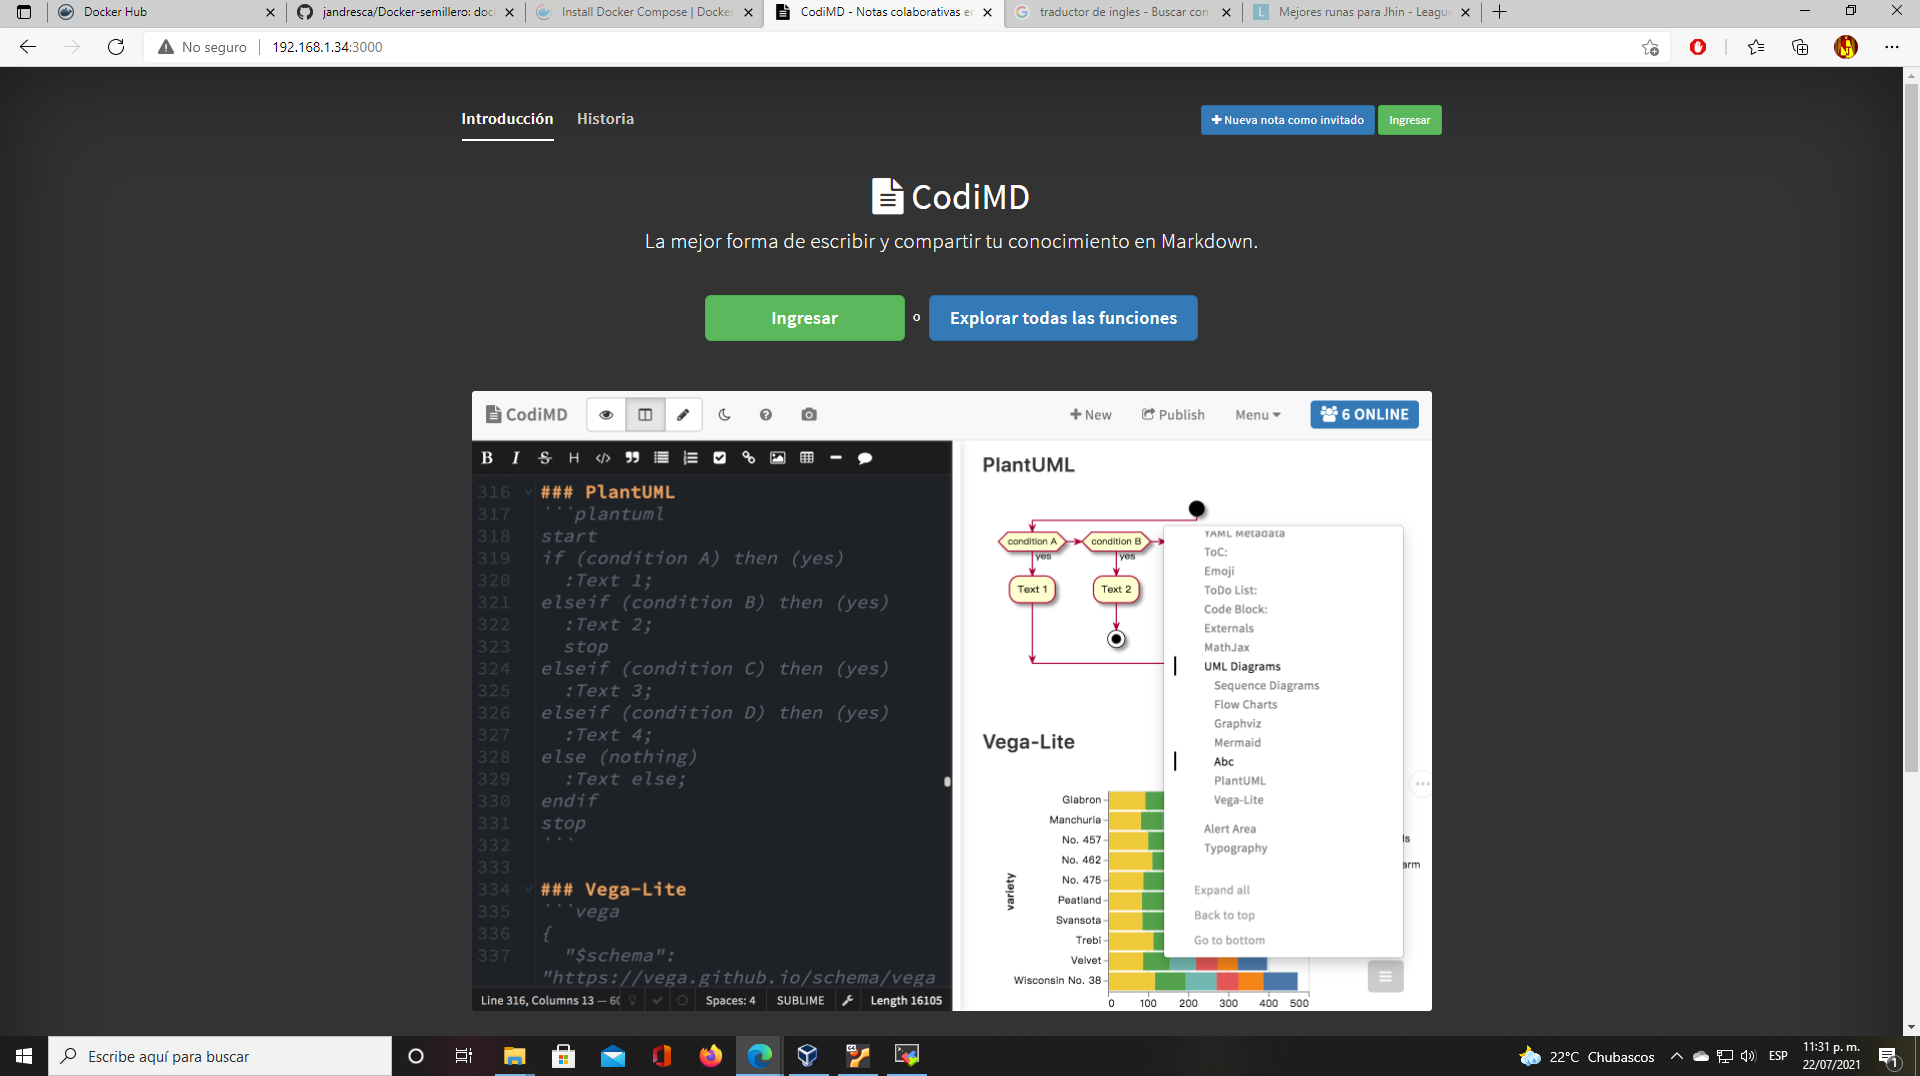 Docker Hub
jandresca/Docker-semillero: doc
Install Docker Compose | Docker
CodiMD - Notas colaborativas e
traductor de ingles - Buscar con
Mejores runas para Jhin - Leagu
No seguro
192.168.1.34:3000
Introducción
Historia
Nueva nota como invitado
Ingresar
CodiMD
La mejor forma de escribir y compartir tu conocimiento en Markdown.
Ingresar
o
Explorar todas las funciones
CodiMD
New
Publish
Menu
6 ONLINE
316 ### PlantUML
317 ```plantuml
318 start
319 if (condition A) then (yes)
320 :Text 1;
321 elseif (condition B) then (yes)
322 :Text 2;
323 stop
324 elseif (condition C) then (yes)
325 :Text 3;
326 elseif (condition D) then (yes)
327 :Text 4;
328 else (nothing)
329 :Text else;
330 endif
331 stop
332 ```
333
334 ### Vega-Lite
335 ```vega
336 {
337 "$schema":
"https://vega.github.io/schema/vega
Line 316, Columns 13 — 60
Spaces: 4
SUBLIME
Length 16105
PlantUML
condition A
yes
Text 1
condition B
yes
Text 2
Vega-Lite
variety
Glabron
Manchuria
No. 457
No. 462
No. 475
Peatland
Svansota
Trebi
Velvet
Wisconsin No. 38
0 100 200 300 400 500
YAML Metadata
ToC:
Emoji
ToDo List:
Code Block:
Externals
MathJax
UML Diagrams
Sequence Diagrams
Flow Charts
Graphviz
Mermaid
Abc
PlantUML
Vega-Lite
Alert Area
Typography
Expand all
Back to top
Go to bottom
ls
arm
Escribe aquí para buscar
22°C Chubascos
ESP
11:31 p. m.
22/07/2021
1